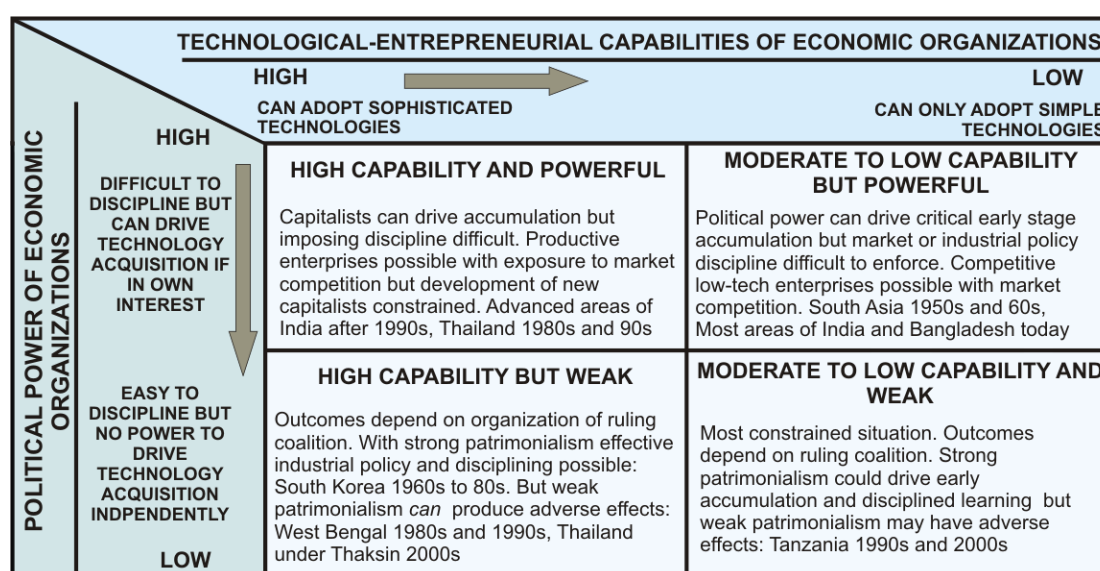 TECHNOLOGICAL-ENTREPRENEURIAL CAPABILITIES OF ECONOMIC ORGANIZATIONS
HIGH
LOW
CAN ADOPT SOPHISTICATED
TECHNOLOGIES
CAN ONLY ADOPT SIMPLE
TECHNOLOGIES
POLITICAL POWER OF ECONOMIC
ORGANIZATIONS
HIGH
DIFFICULT TO
DISCIPLINE BUT
CAN DRIVE
TECHNOLOGY
ACQUISITION IF
IN OWN
INTEREST
EASY TO
DISCIPLINE BUT
NO POWER TO
DRIVE
TECHNOLOGY
ACQUISITION
INDPENDENTLY
LOW
HIGH CAPABILITY AND POWERFUL
Capitalists can drive accumulation but
imposing discipline difficult. Productive
enterprises possible with exposure to market
competition but development of new
capitalists constrained. Advanced areas of
India after 1990s, Thailand 1980s and 90s
MODERATE TO LOW CAPABILITY
BUT POWERFUL
Political power can drive critical early stage
accumulation but market or industrial policy
discipline difficult to enforce. Competitive
low-tech enterprises possible with market
competition. South Asia 1950s and 60s,
Most areas of India and Bangladesh today
HIGH CAPABILITY BUT WEAK
Outcomes depend on organization of ruling
coalition. With strong patrimonialism effective
industrial policy and disciplining possible:
South Korea 1960s to 80s. But weak
patrimonialism can produce adverse effects:
West Bengal 1980s and 1990s, Thailand
under Thaksin 2000s
MODERATE TO LOW CAPABILITY AND
WEAK
Most constrained situation. Outcomes
depend on ruling coalition. Strong
patrimonialism could drive early
accumulation and disciplined learning but
weak patrimonialism may have adverse
effects: Tanzania 1990s and 2000s